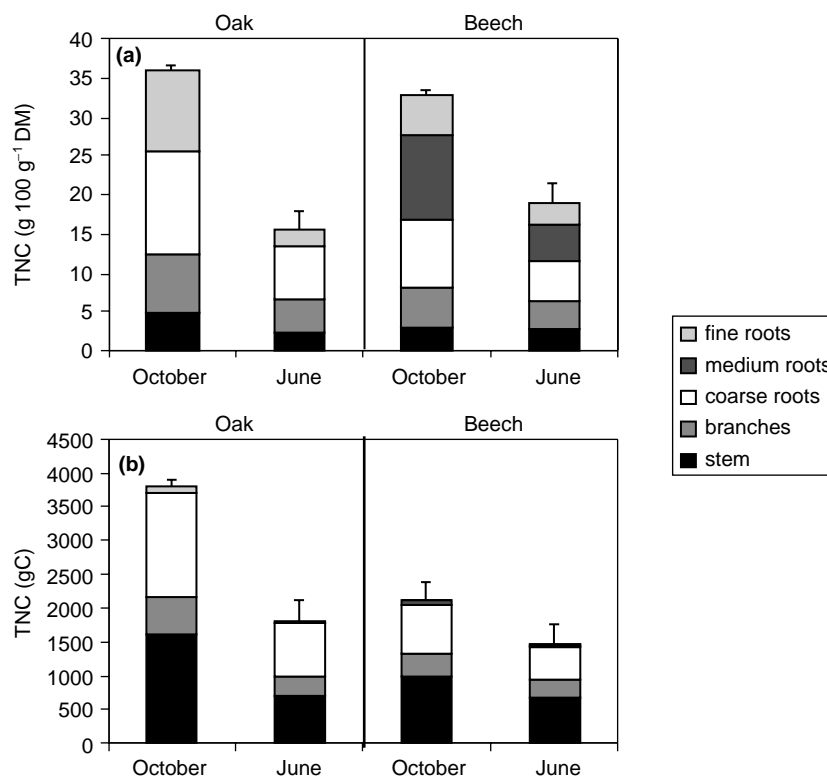 Oak Beech
(a)
TNC (g 100 g⁻¹ DM)
40
35
30
25
20
15
10
5
0
October June October June
fine roots
medium roots
coarse roots
branches
stem
Oak Beech
(b)
TNC (gC)
4500
4000
3500
3000
2500
2000
1500
1000
500
0
October June October June